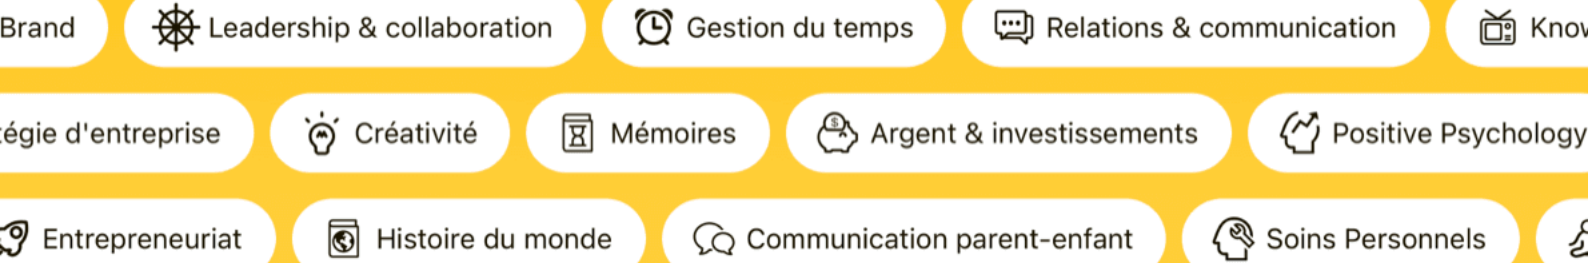 Brand Leadership & collaboration Gestion du temps Relations & communication
tégie d'entreprise Créativité Mémoires Argent & investissements Positive Psychology
Entrepreneuriat Histoire du monde Communication parent-enfant Soins Personnels